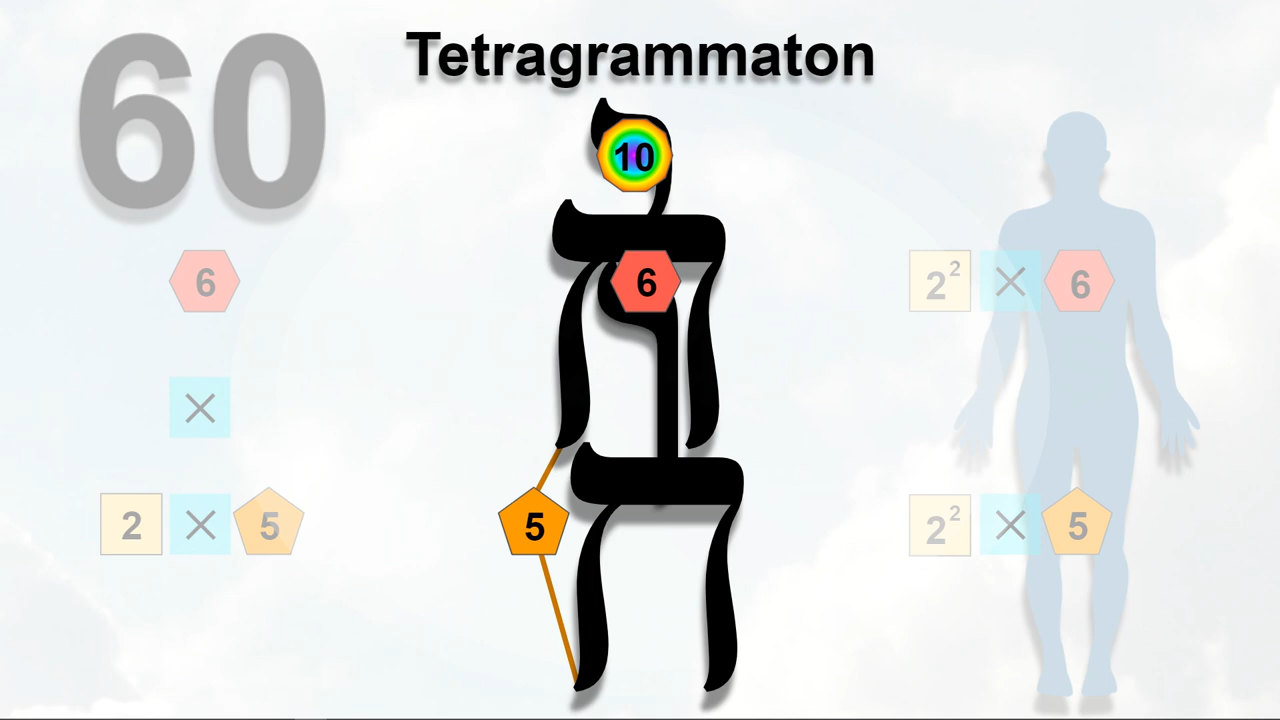 60
Tetragrammaton
י
10
ה
ו
6
ה
5
6
×
2 × 5
2² × 6
2² × 5